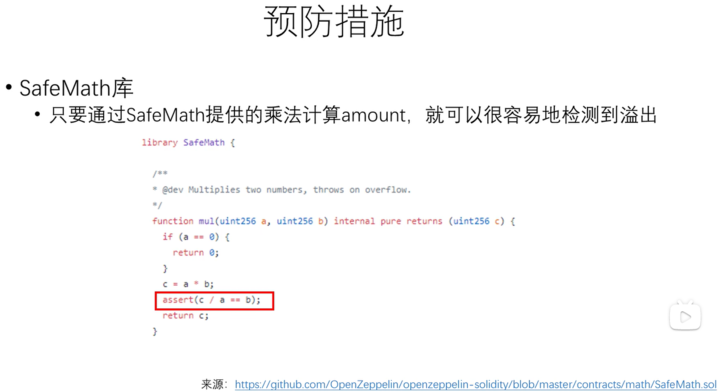 预防措施
• SafeMath库
• 只要通过SafeMath提供的乘法计算amount，就可以很容易地检测到溢出
library SafeMath {
/**
* @dev Multiplies two numbers, throws on overflow.
*/
function mul(uint256 a, uint256 b) internal pure returns (uint256 c) {
if (a == 0) {
return 0;
}
c = a * b;
assert(c / a == b);
return c;
}
来源：https://github.com/OpenZeppelin/openzeppelin-solidity/blob/master/contracts/math/SafeMath.sol